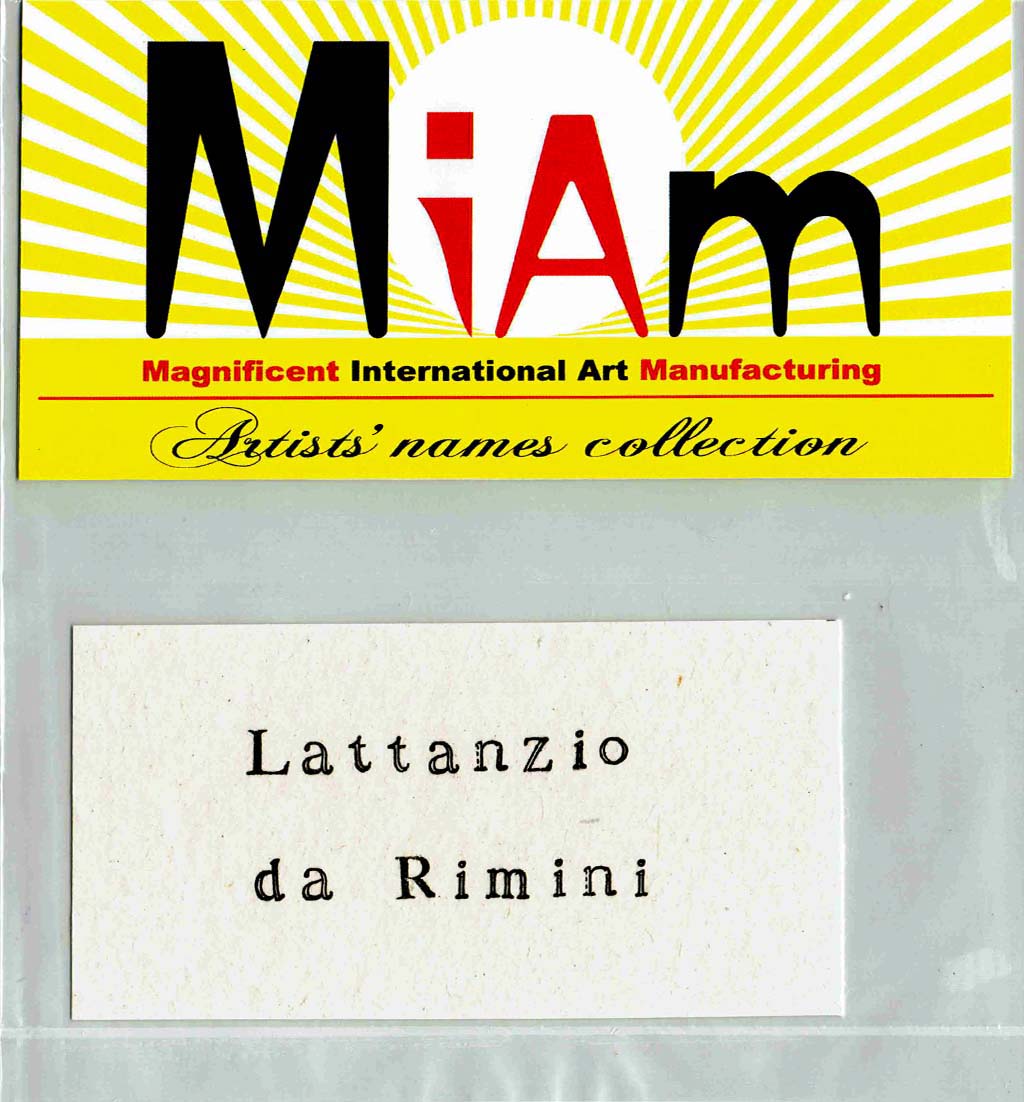 MiAm
Magnificent International Art Manufacturing
Artists' names collection
Lattanzio
da Rimini